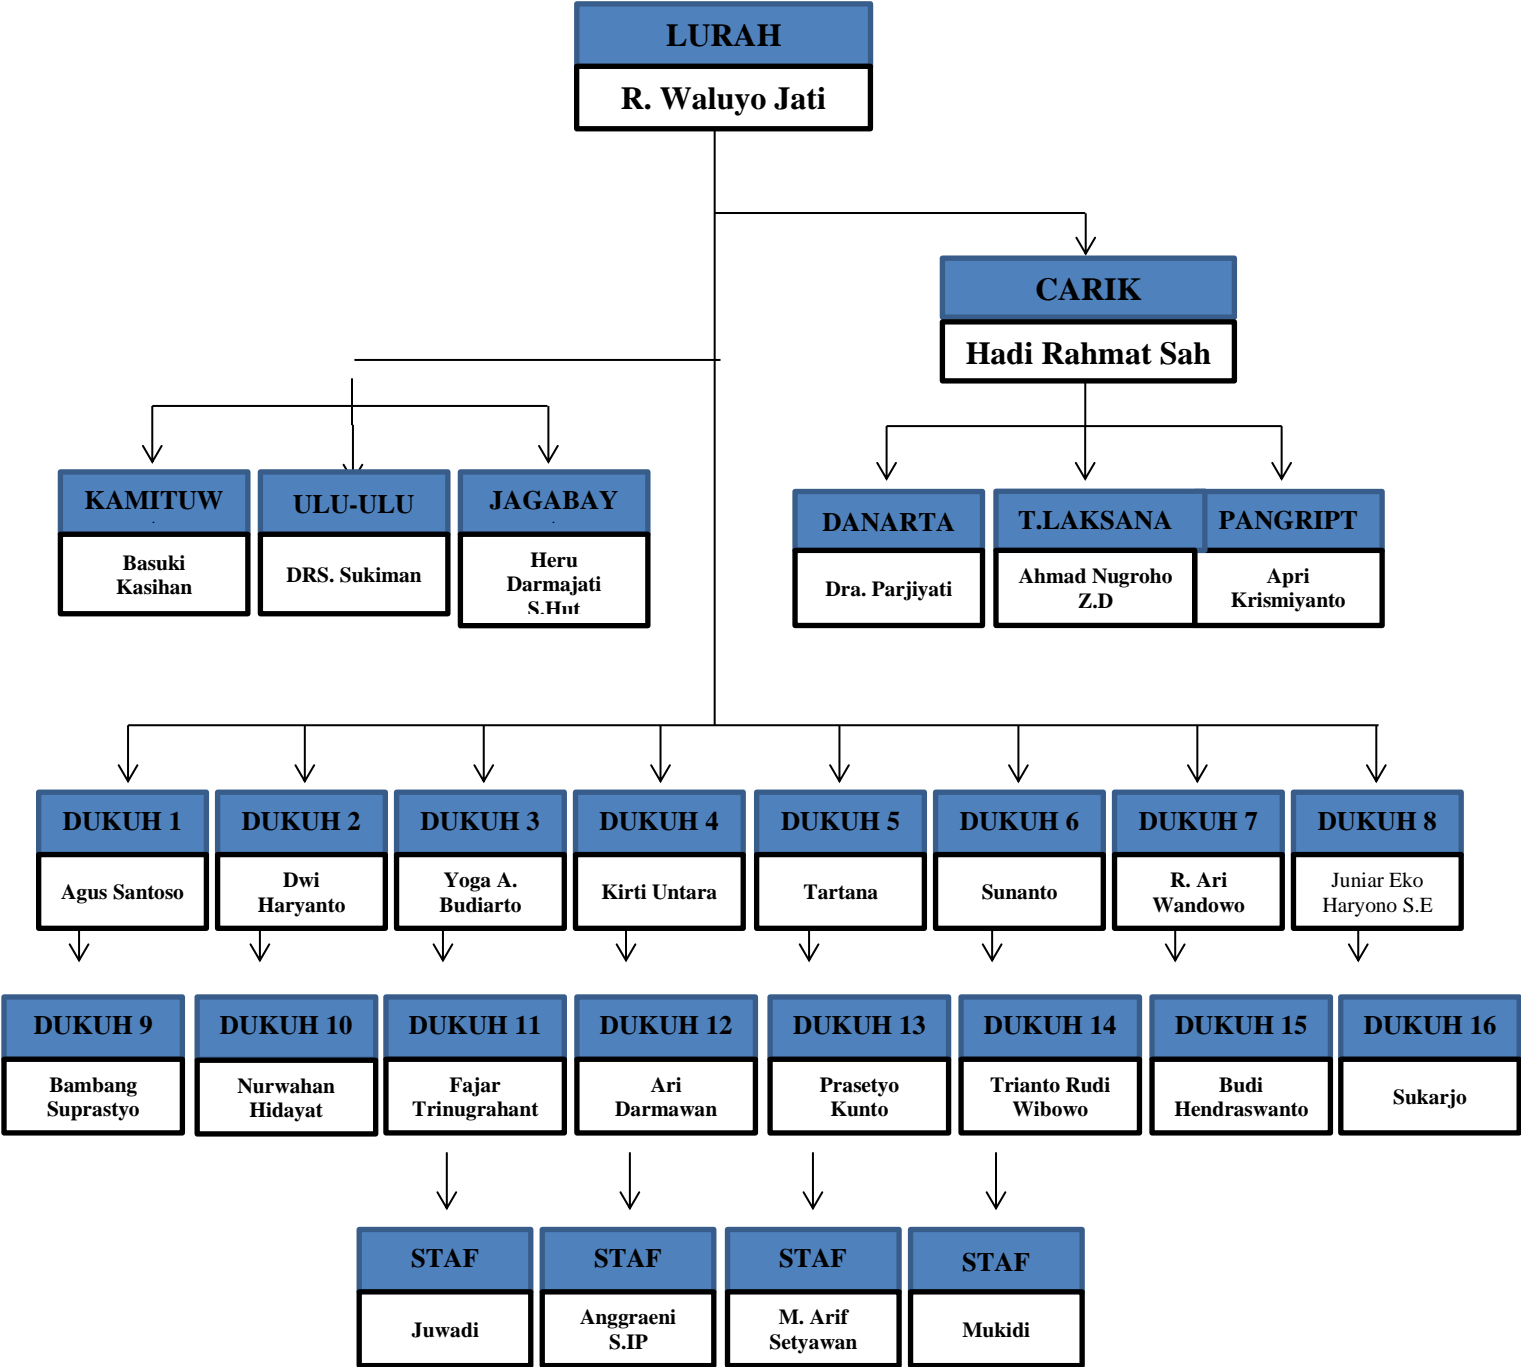 LURAH
R. Waluyo Jati
CARIK
Hadi Rahmat Sah
KAMITUW
Basuki
Kasihan
ULU-ULU
DRS. Sukiman
JAGABAY
Heru
Darmajati
S.Hut
DANARTA
Dra. Parjiyati
T.LAKSANA
Ahmad Nugroho
Z.D
PANGRIPT
Apri
Krismiyanto
DUKUH 1
Agus Santoso
DUKUH 2
Dwi
Haryanto
DUKUH 3
Yoga A.
Budiarto
DUKUH 4
Kirti Untara
DUKUH 5
Tartana
DUKUH 6
Sunanto
DUKUH 7
R. Ari
Wandowo
DUKUH 8
Juniar Eko
Haryono S.E
DUKUH 9
Bambang
Suprastyo
DUKUH 10
Nurwahan
Hidayat
DUKUH 11
Fajar
Trinugrahant
DUKUH 12
Ari
Darmawan
DUKUH 13
Prasetyo
Kunto
DUKUH 14
Trianto Rudi
Wibowo
DUKUH 15
Budi
Hendraswanto
DUKUH 16
Sukarjo
STAF
Juwadi
STAF
Anggraeni
S.IP
STAF
M. Arif
Setyawan
STAF
Mukidi